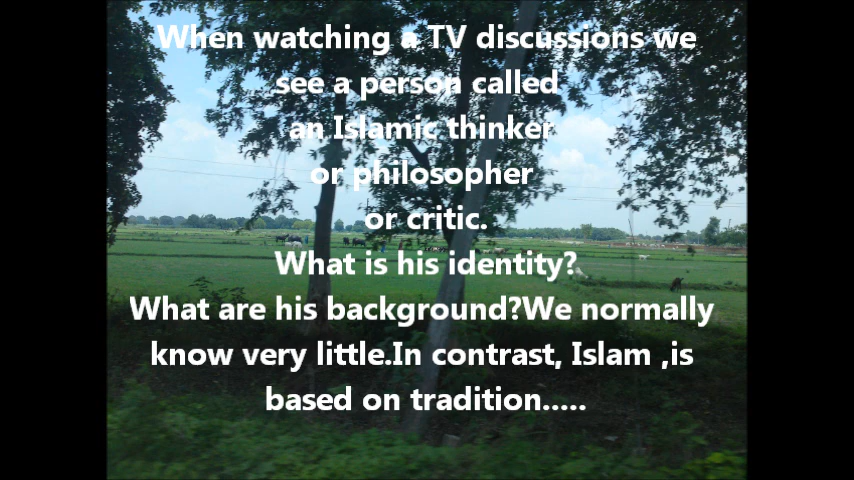 When watching a TV discussions we
see a person called
an Islamic thinker
or philosopher
or critic.
What is his identity?
What are his background?We normally
know very little.In contrast, Islam ,is
based on tradition.....